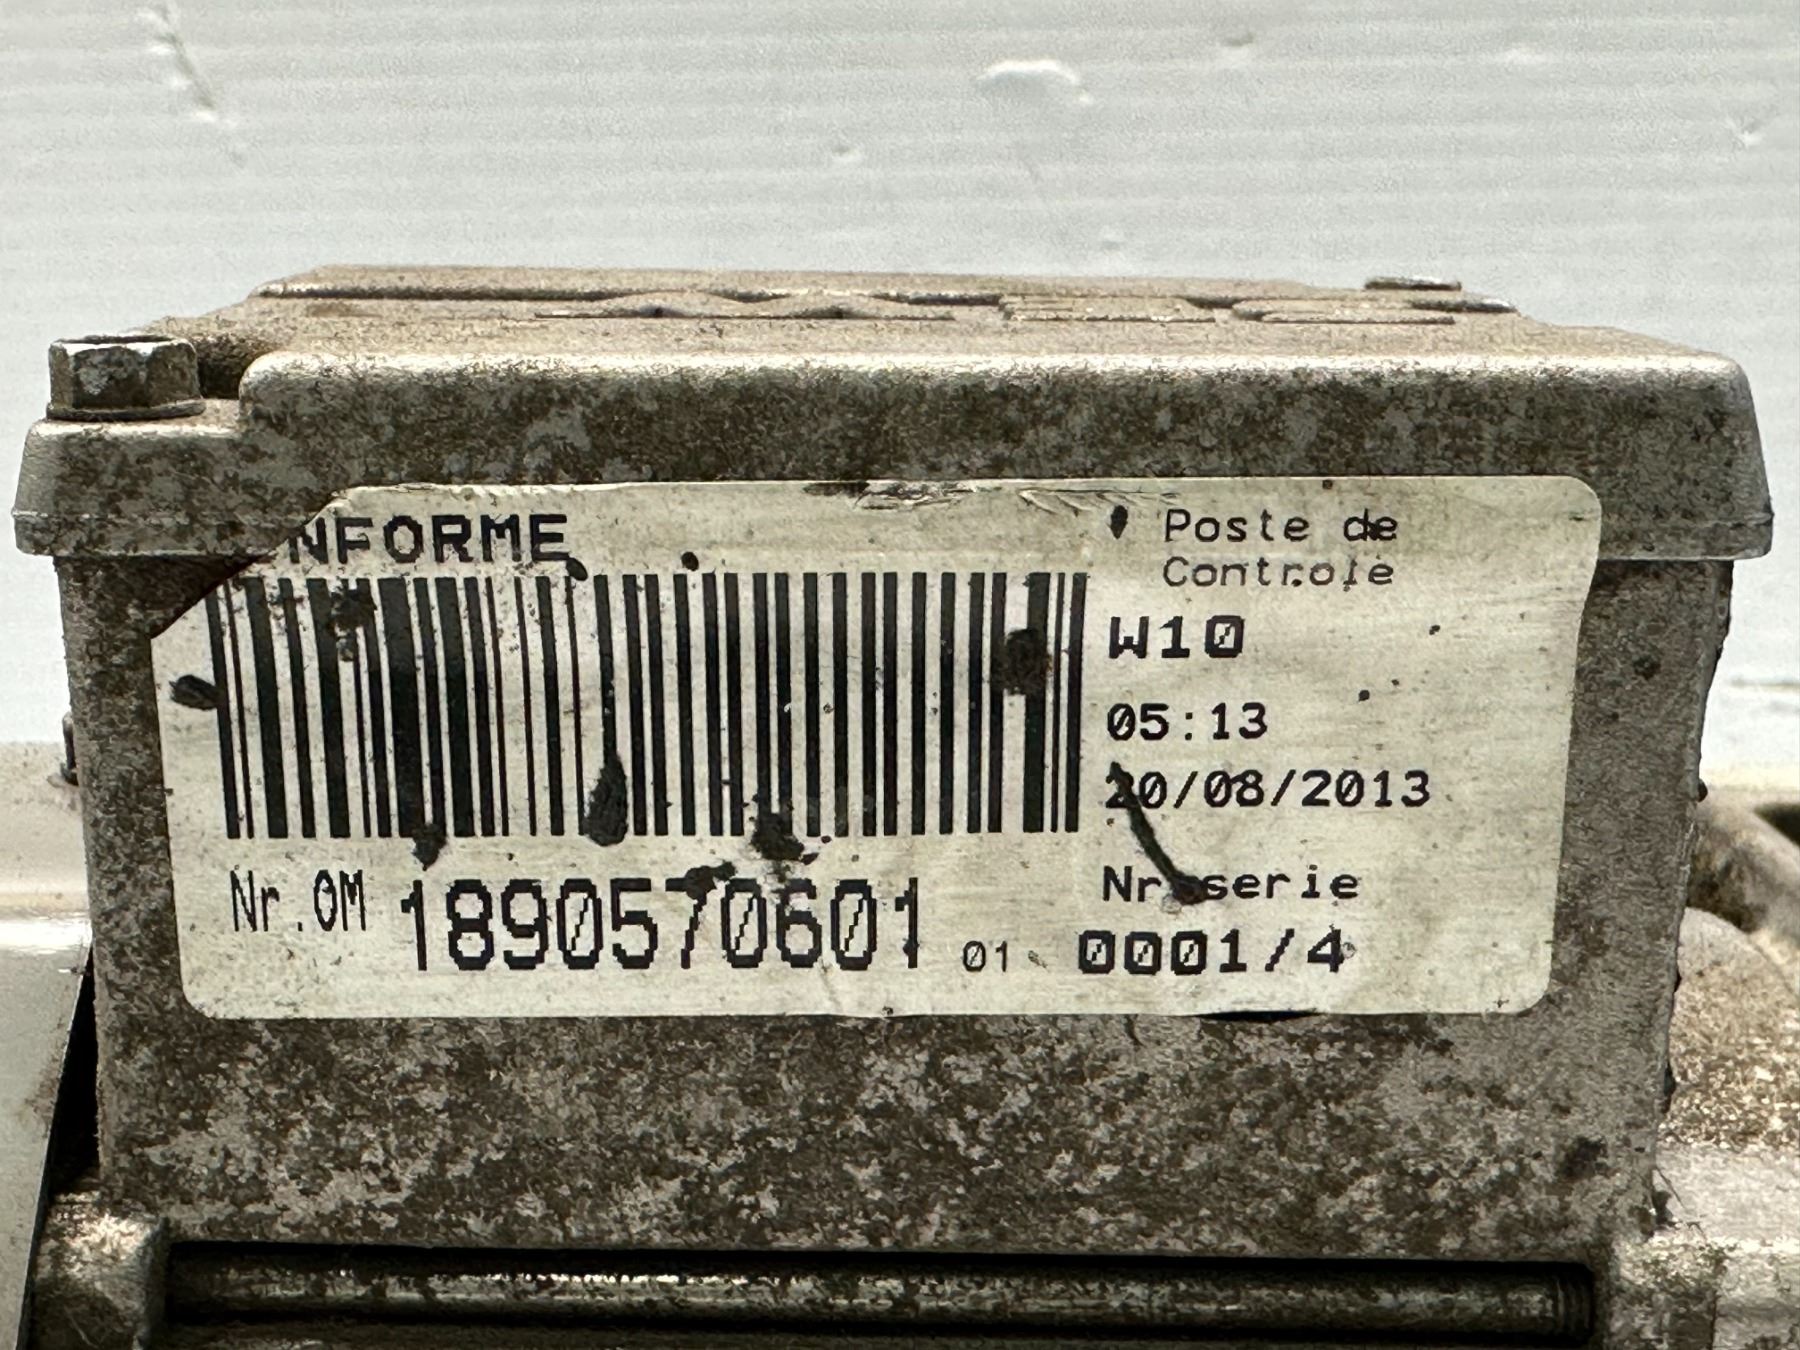 NFORME
Poste de
Controle
W10
05:13
20/08/2013
Nr.OM 1890570601 01
Nr serie
0001/4